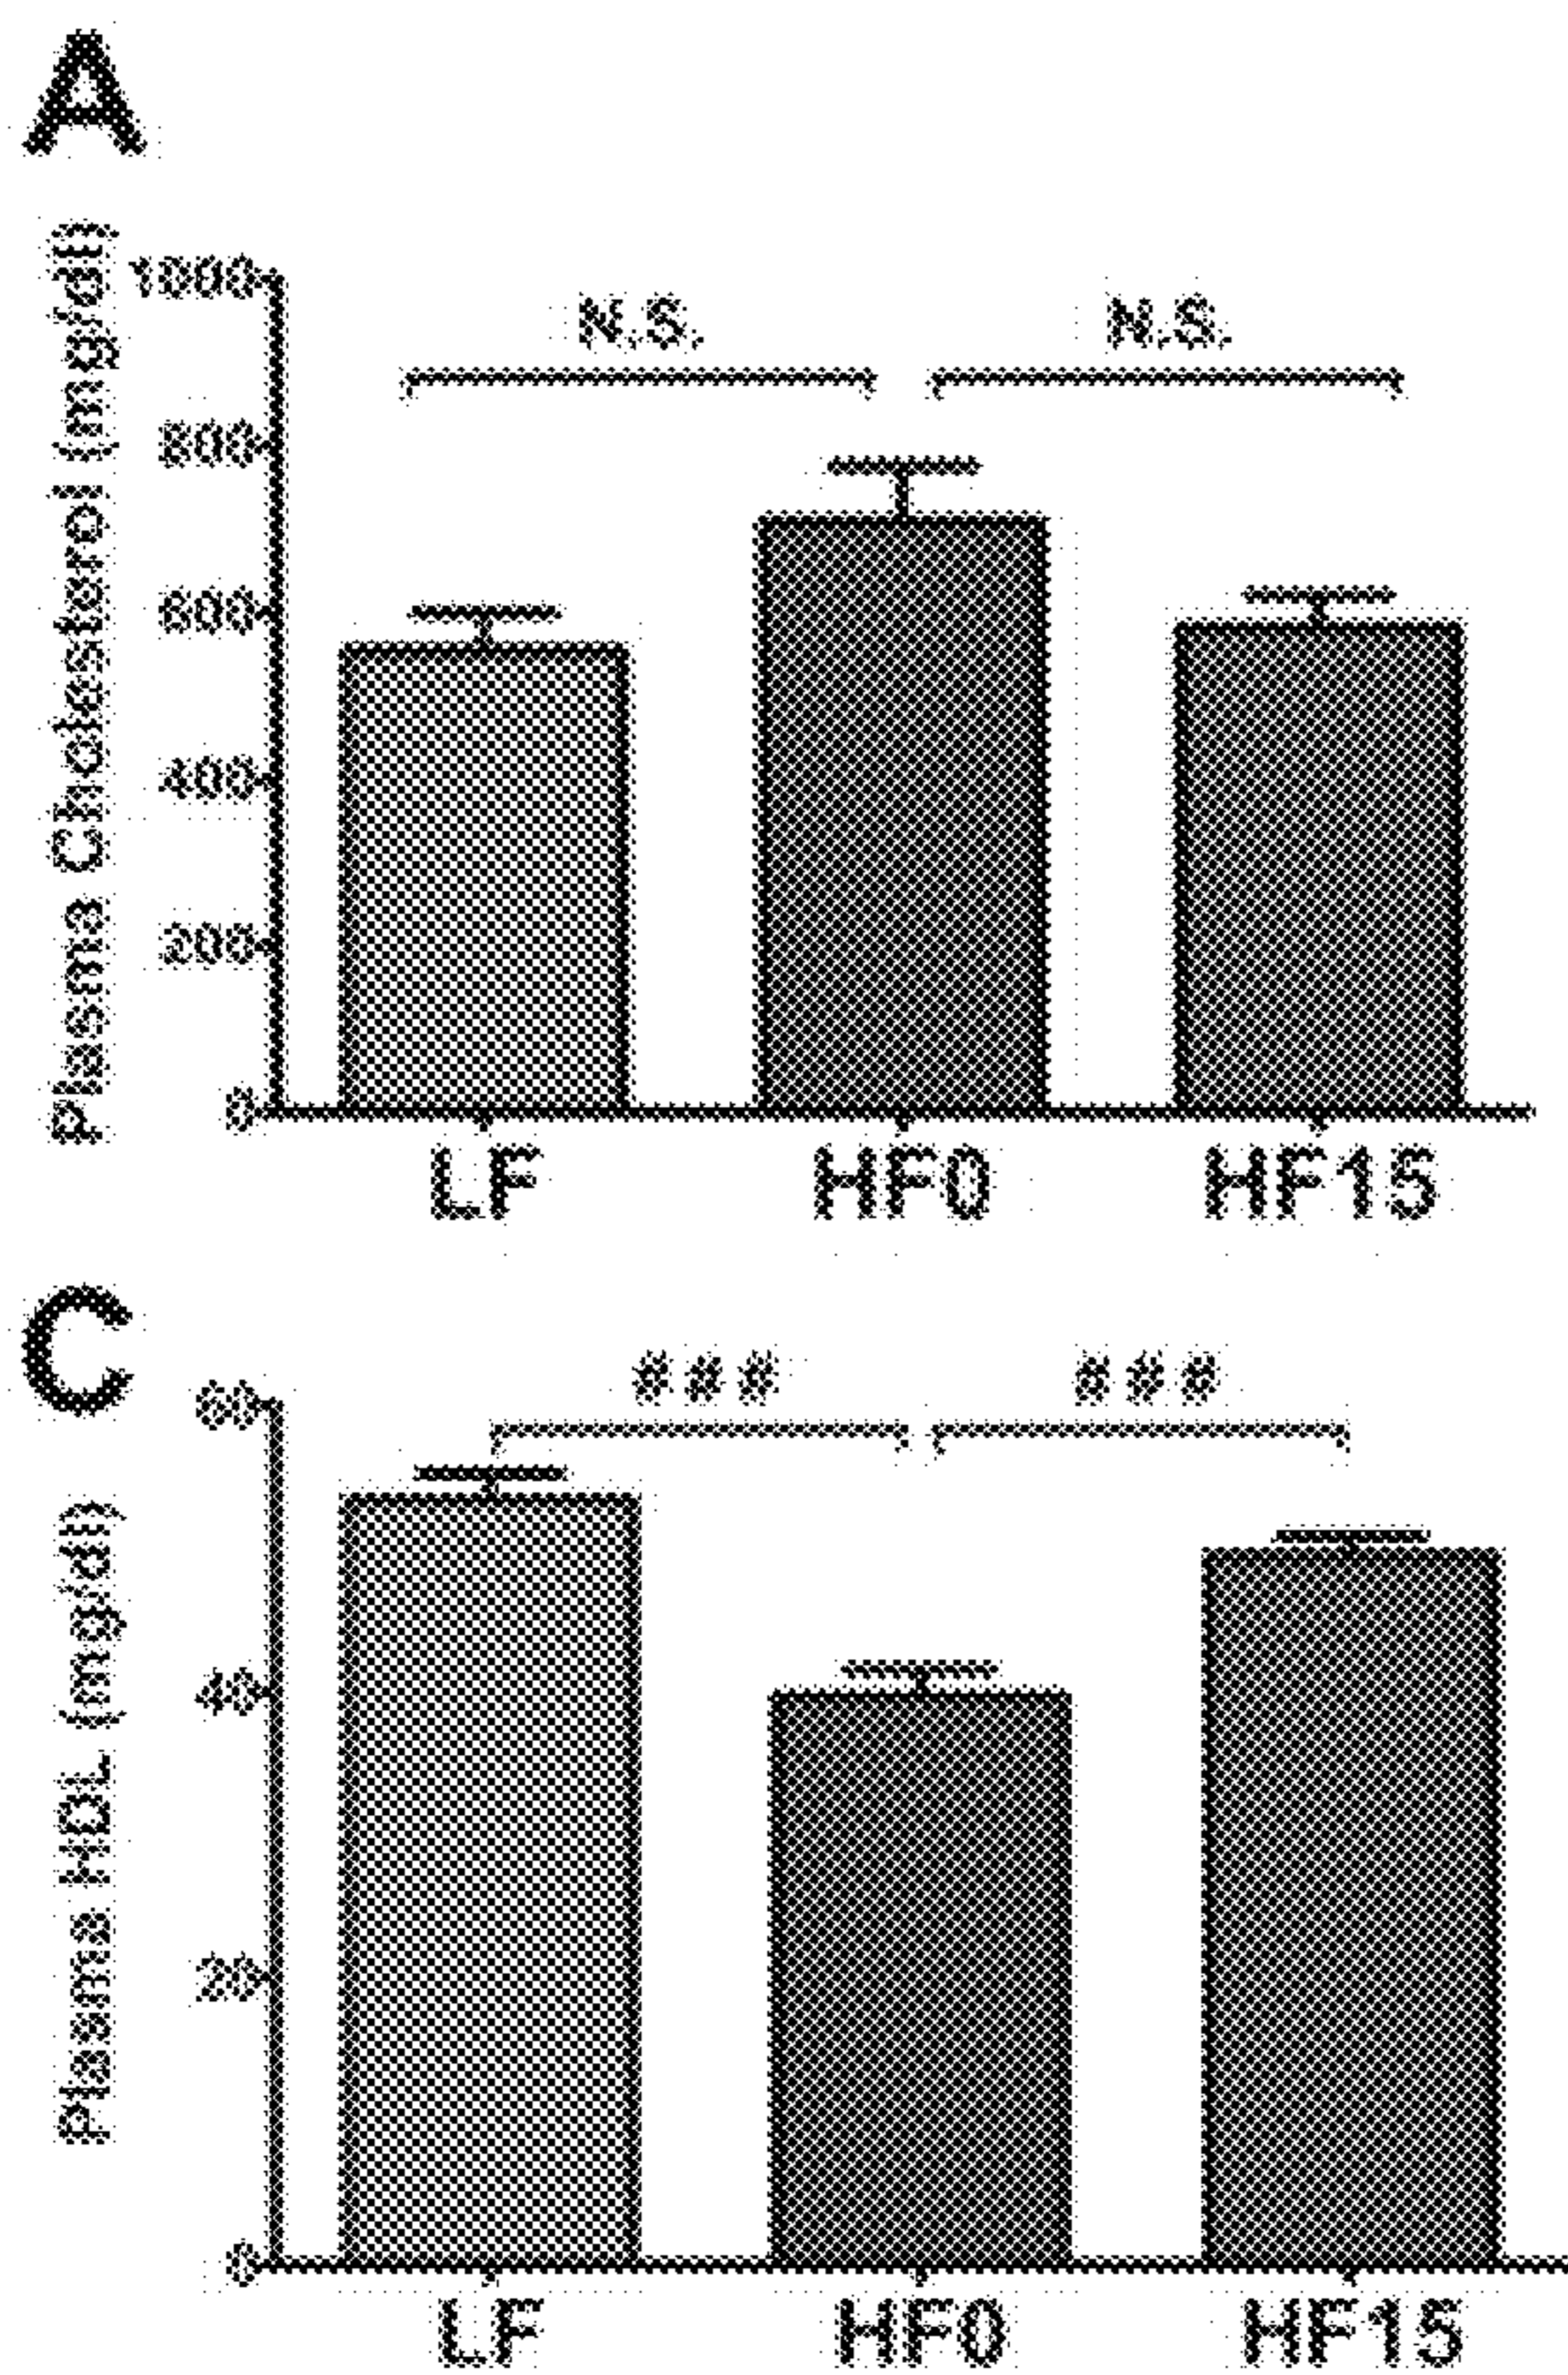 A
Plasma Cholesterol (mg/dl)
1000
800
600
400
200
0
N.S.
N.S.
LF
HF0
HF15
C
Plasma HDL (mg/dl)
60
40
20
0
###
###
LF
HF0
HF15